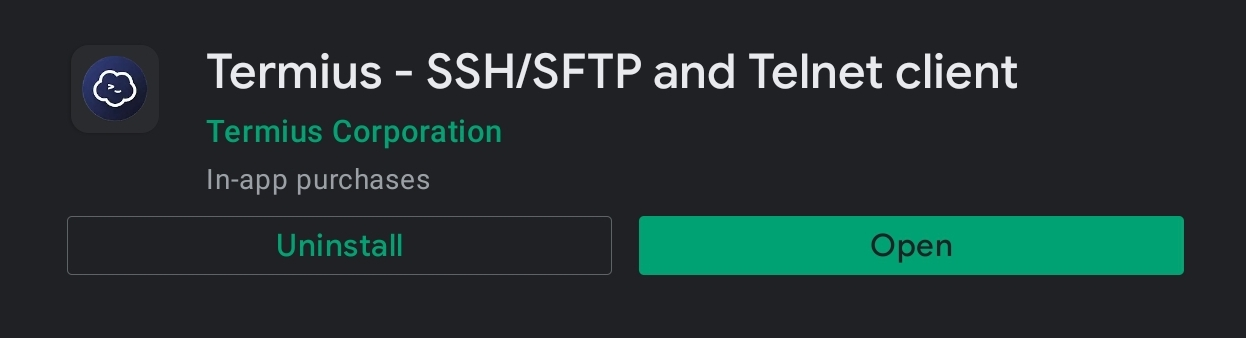 Termius - SSH/SFTP and Telnet client
Termius Corporation
In-app purchases
Uninstall
Open